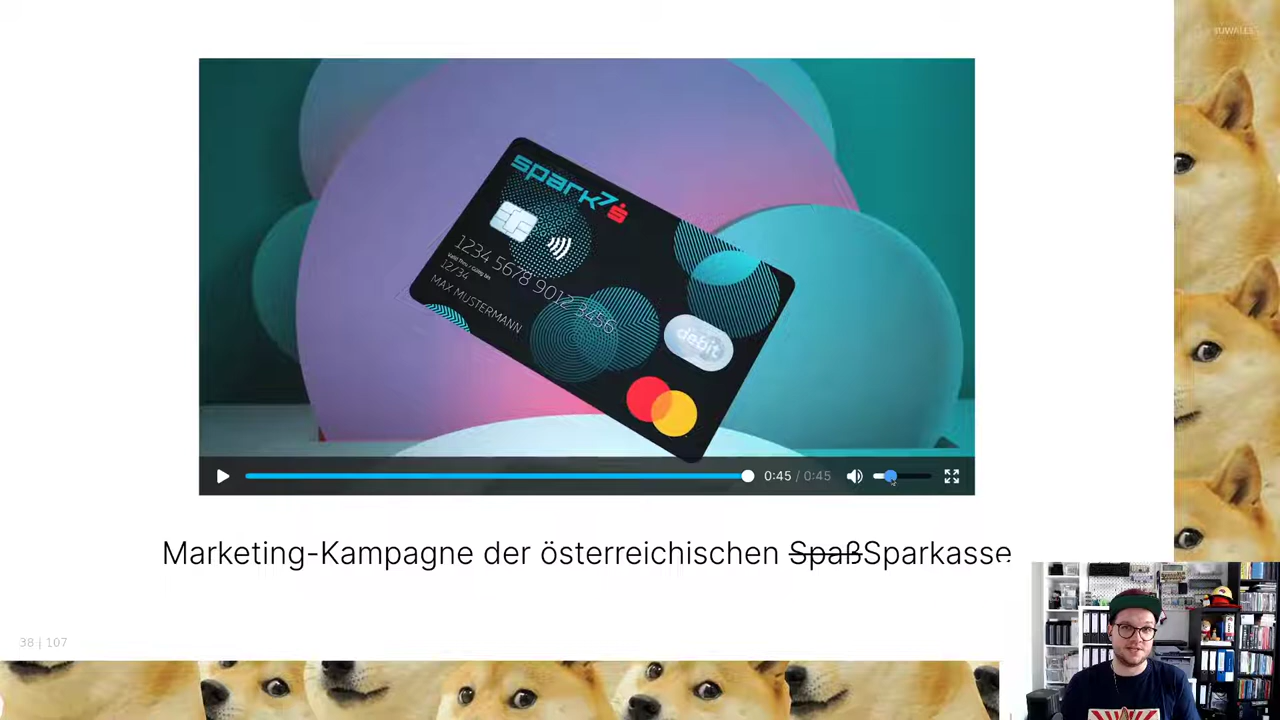 spark7
1234 5678 9012 3456
12/34
MAX MUSTERMANN
debit
0:45 / 0:45
Marketing-Kampagne der österreichischen SpaßSparkasse
38 | 107